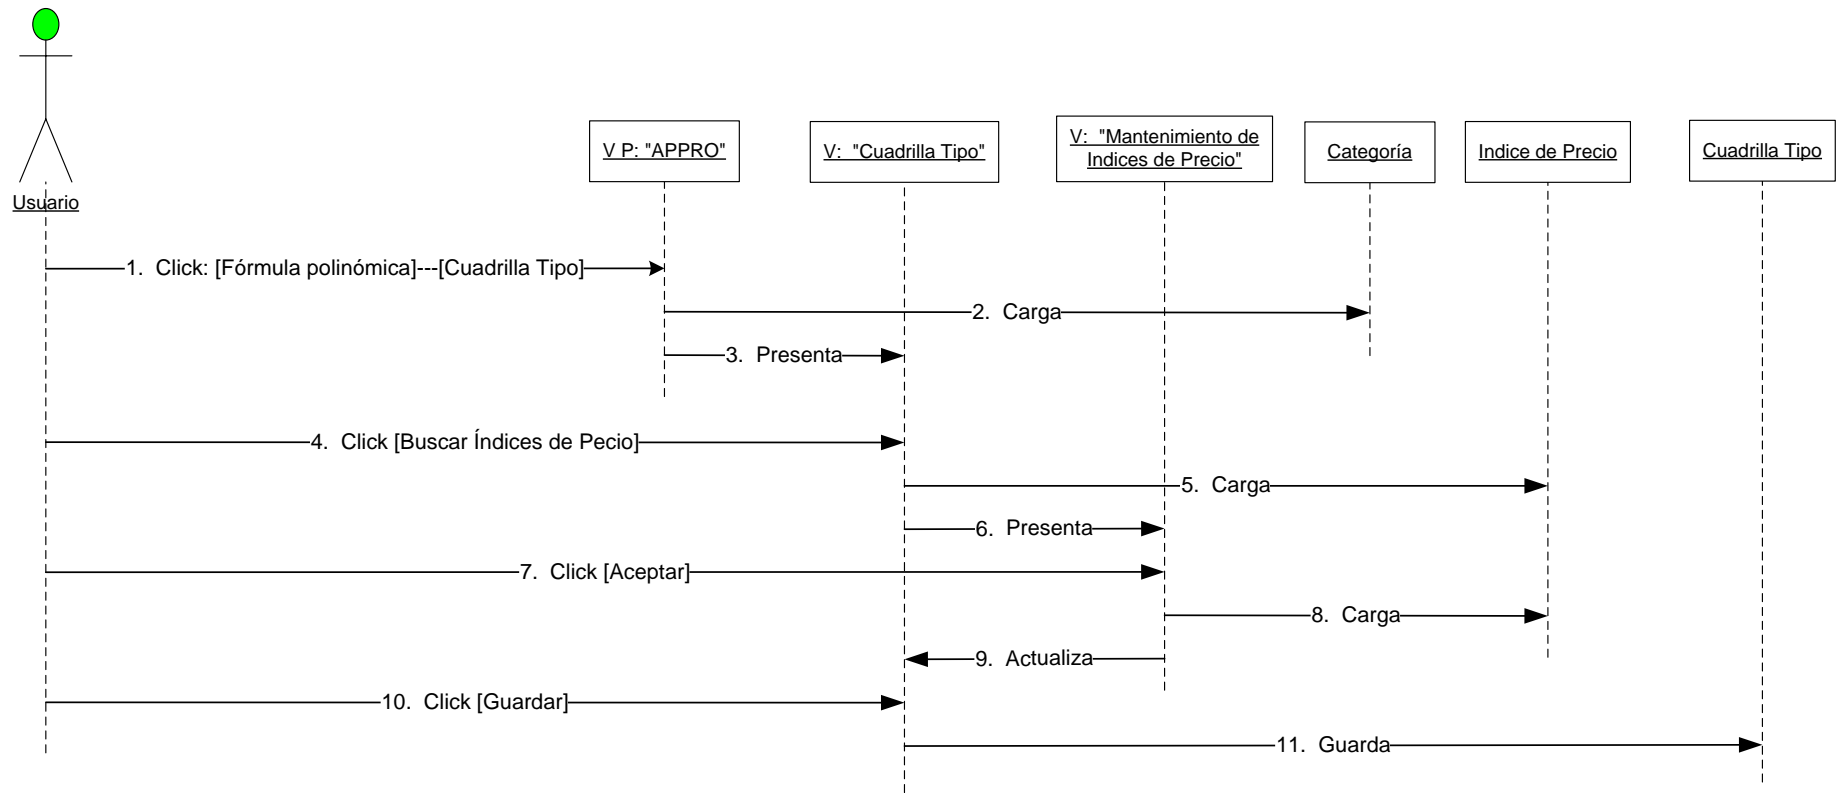 V P: "APPRO"
V:  "Cuadrilla Tipo"
V:  "Mantenimiento de
Indices de Precio"
Categoría
Indice de Precio
Cuadrilla Tipo
Usuario
1.  Click: [Fórmula polinómica]---[Cuadrilla Tipo]
2.  Carga
3.  Presenta
4.  Click [Buscar Índices de Pecio]
5.  Carga
6.  Presenta
7.  Click [Aceptar]
8.  Carga
9.  Actualiza
10.  Click [Guardar]
11.  Guarda